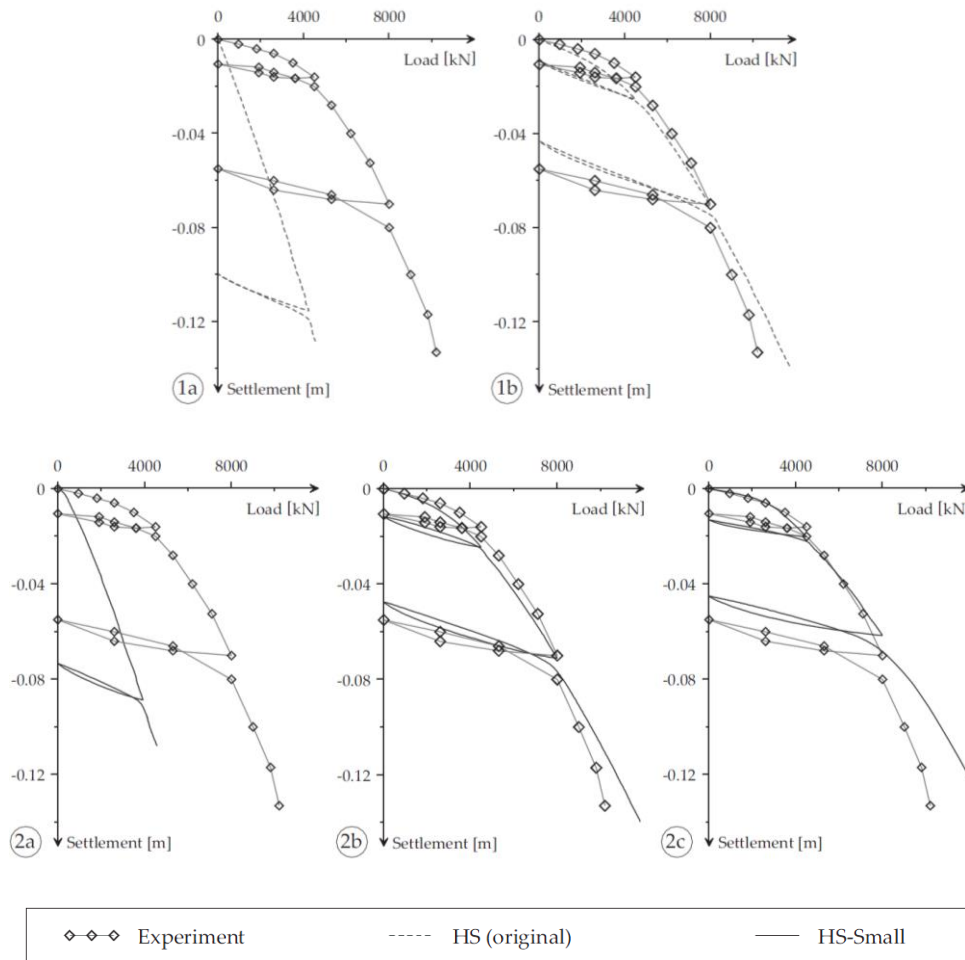 0 4000 8000 0 4000 8000
0 Load [kN] 0 Load [kN]
-0.04 -0.04
-0.08 -0.08
-0.12 -0.12
1a Settlement [m] 1b Settlement [m]
0 4000 8000 0 4000 8000 0 4000 8000
0 Load [kN] 0 Load [kN] 0 Load [kN]
-0.04 -0.04 -0.04
-0.08 -0.08 -0.08
-0.12 -0.12 -0.12
2a Settlement [m] 2b Settlement [m] 2c Settlement [m]
Experiment HS (original) HS-Small